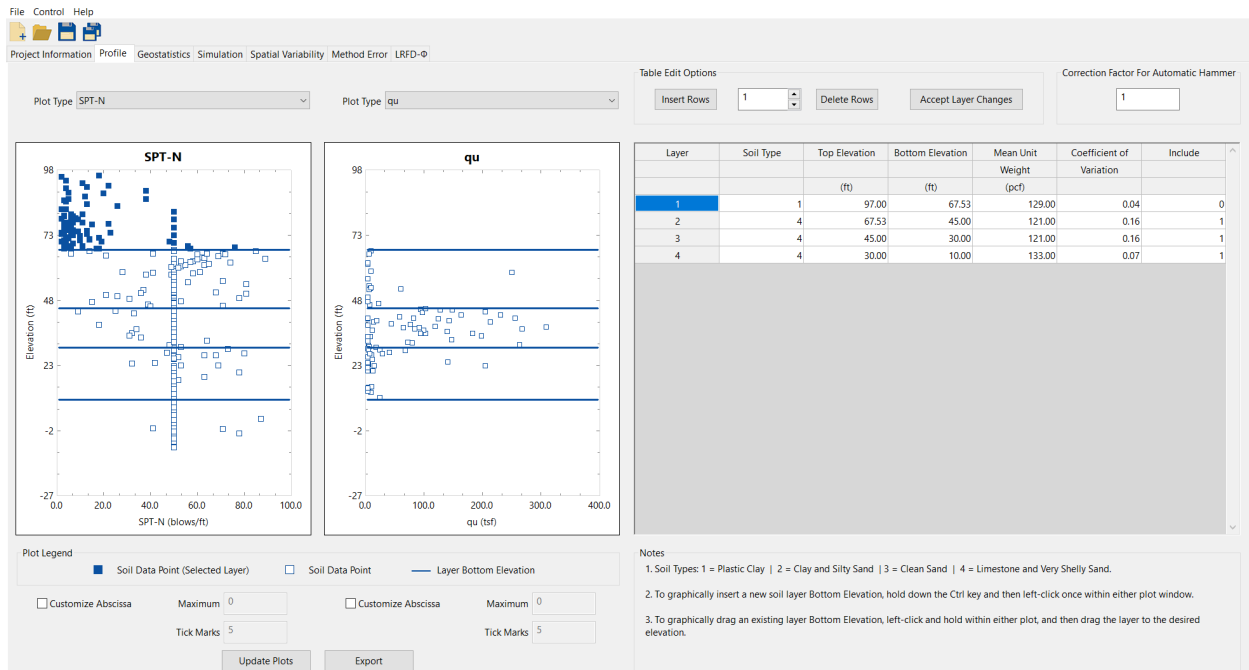 File Control Help
Project Information Profile Geostatistics Simulation Spatial Variability Method Error LRFD-Φ
Plot Type SPT-N
Plot Type qu
Table Edit Options
Insert Rows 1 Delete Rows Accept Layer Changes
Correction Factor For Automatic Hammer
1
SPT-N
98
73
48
23
-2
-27
Elevation (ft)
0.0 20.0 40.0 60.0 80.0 100.0
SPT-N (blows/ft)
qu
98
73
48
23
-2
-27
Elevation (ft)
0.0 100.0 200.0 300.0 400.0
qu (tsf)
Layer Soil Type Top Elevation Bottom Elevation Mean Unit Coefficient of Include
Weight Variation
(ft) (ft) (pcf)
1 1 97.00 67.53 129.00 0.04 0
2 4 67.53 45.00 121.00 0.16 1
3 4 45.00 30.00 121.00 0.16 1
4 4 30.00 10.00 133.00 0.07 1
Plot Legend
Soil Data Point (Selected Layer) Soil Data Point Layer Bottom Elevation
Customize Abscissa Maximum 0
Tick Marks 5
Customize Abscissa Maximum 0
Tick Marks 5
Update Plots Export
Notes
1. Soil Types: 1 = Plastic Clay | 2 = Clay and Silty Sand | 3 = Clean Sand | 4 = Limestone and Very Shelly Sand.
2. To graphically insert a new soil layer Bottom Elevation, hold down the Ctrl key and then left-click once within either plot window.
3. To graphically drag an existing layer Bottom Elevation, left-click and hold within either plot, and then drag the layer to the desired
elevation.